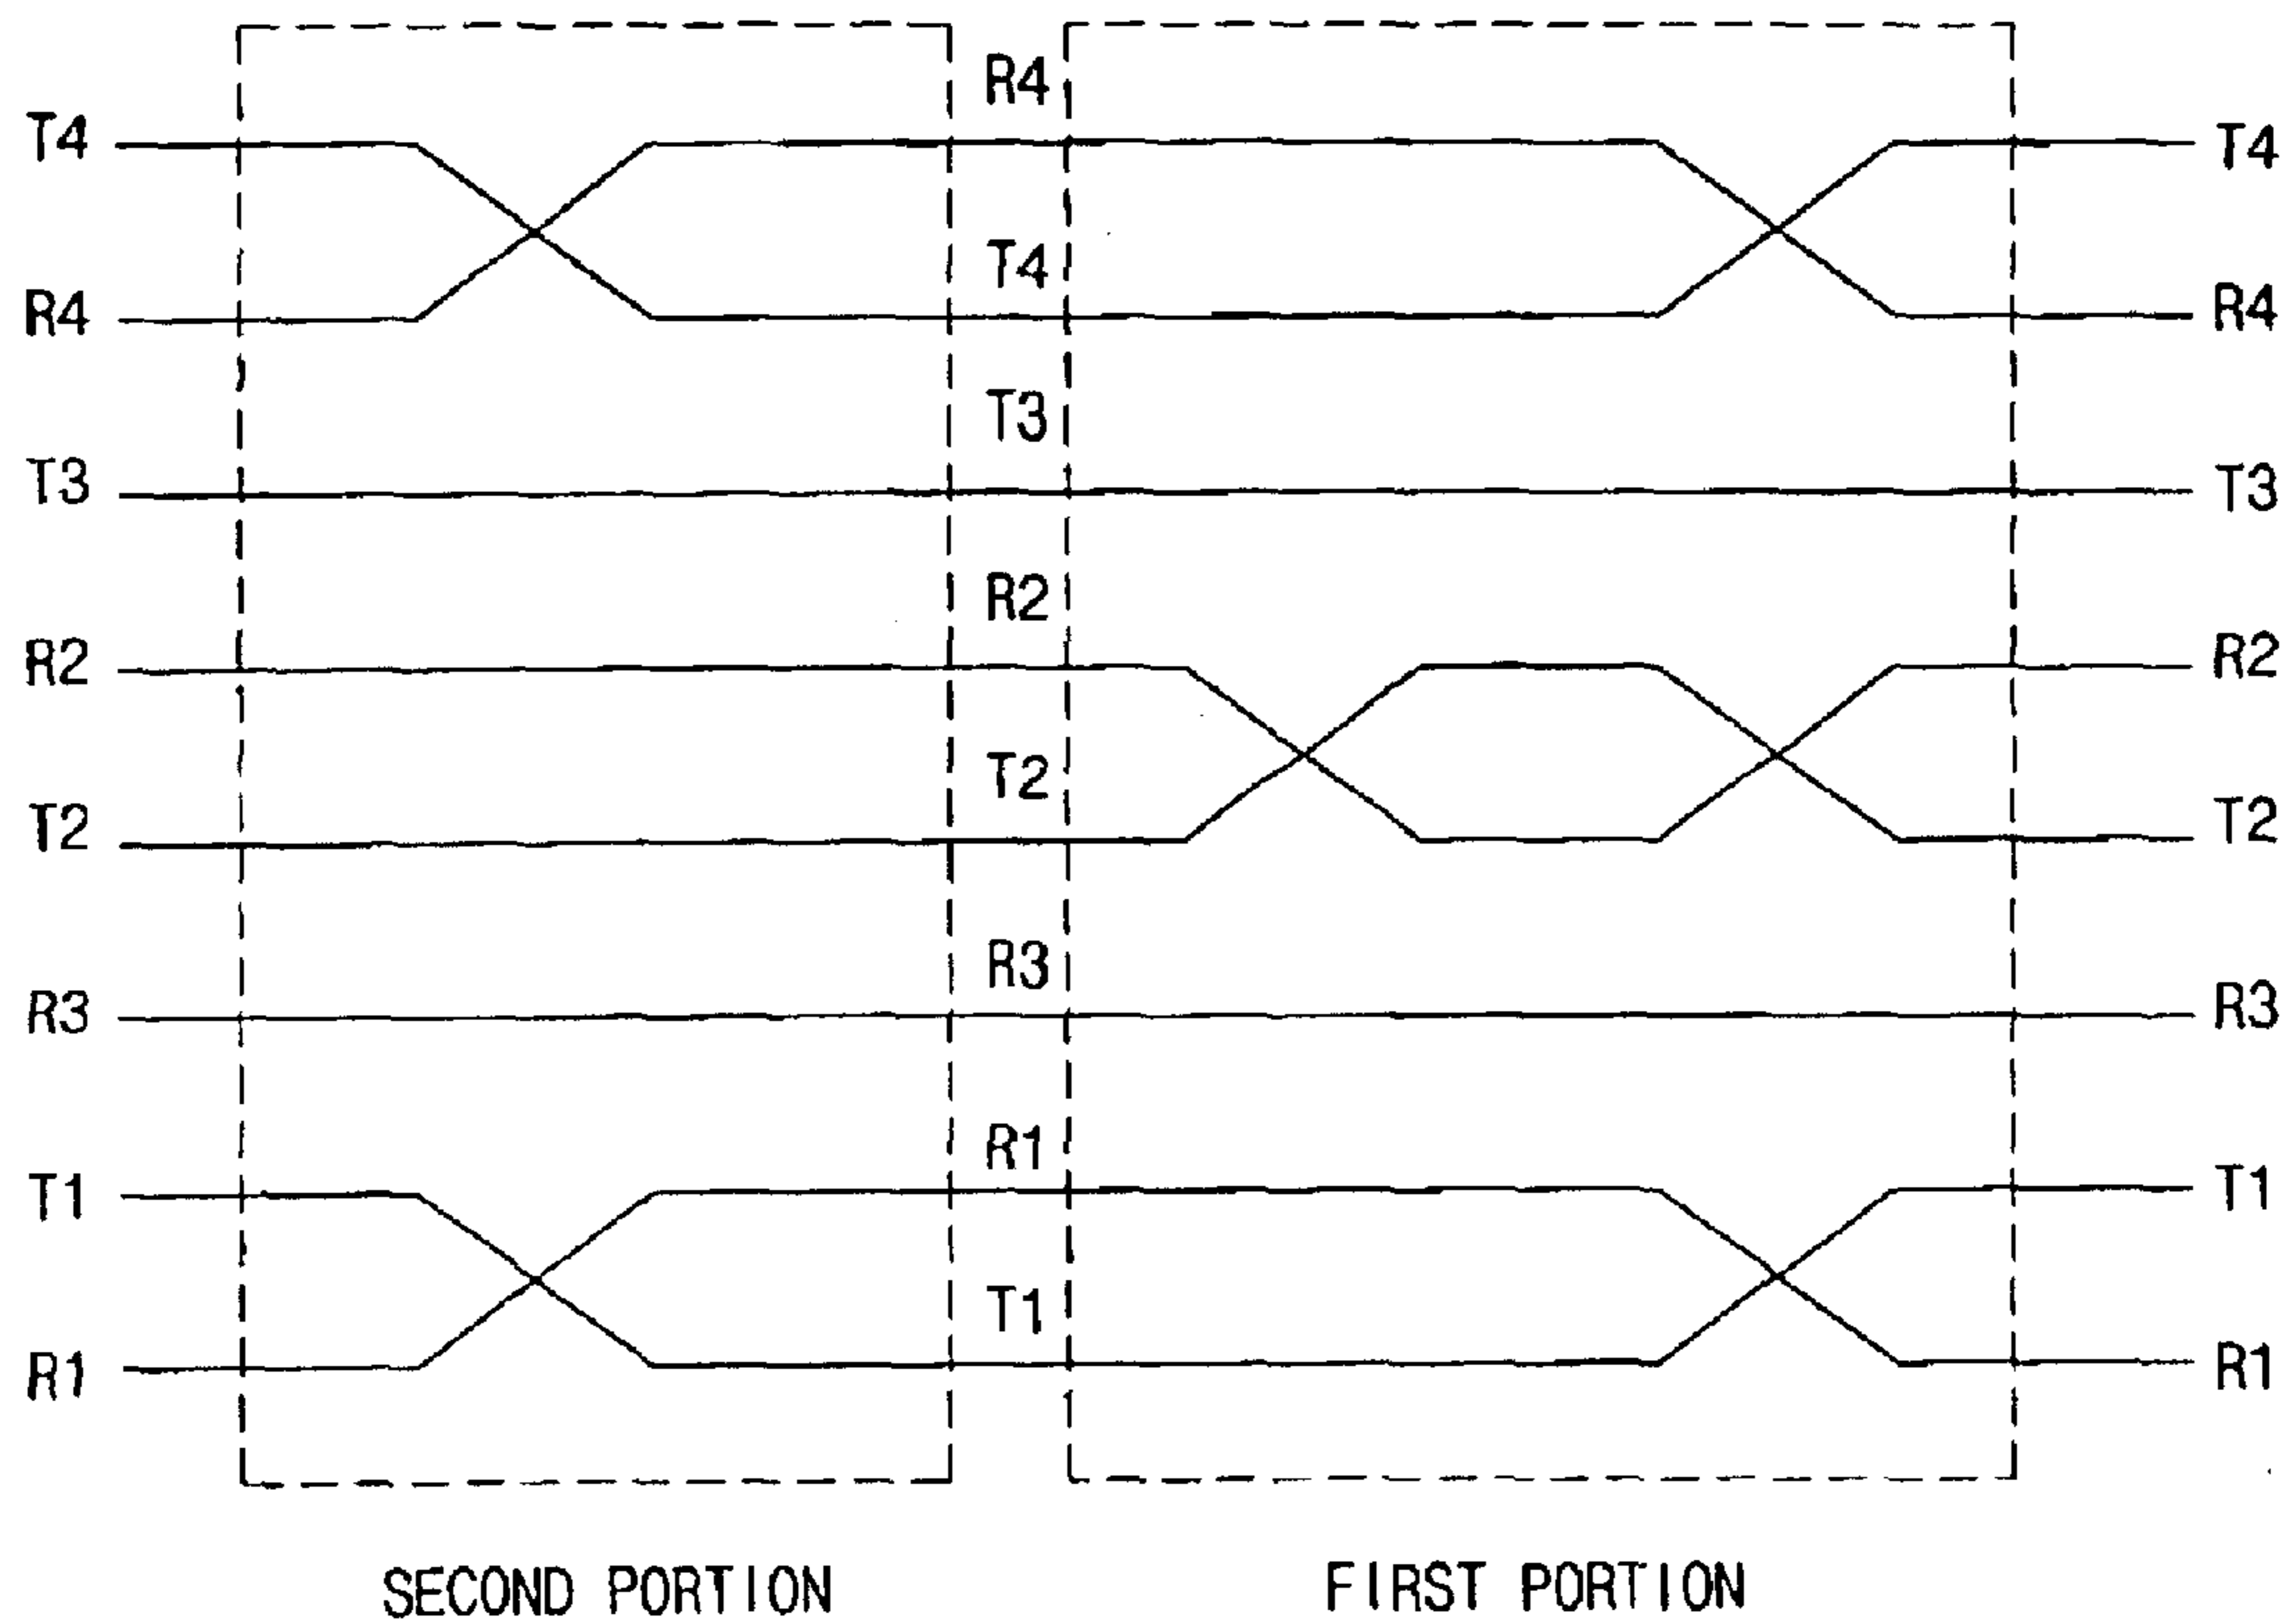 R4
T4
T4
T4
R4
R4
T3
T3
T3
R2
R2
R2
T2
T2
T2
R3
R3
R3
R1
T1
T1
T1
R1
R1
SECOND PORTION
FIRST PORTION